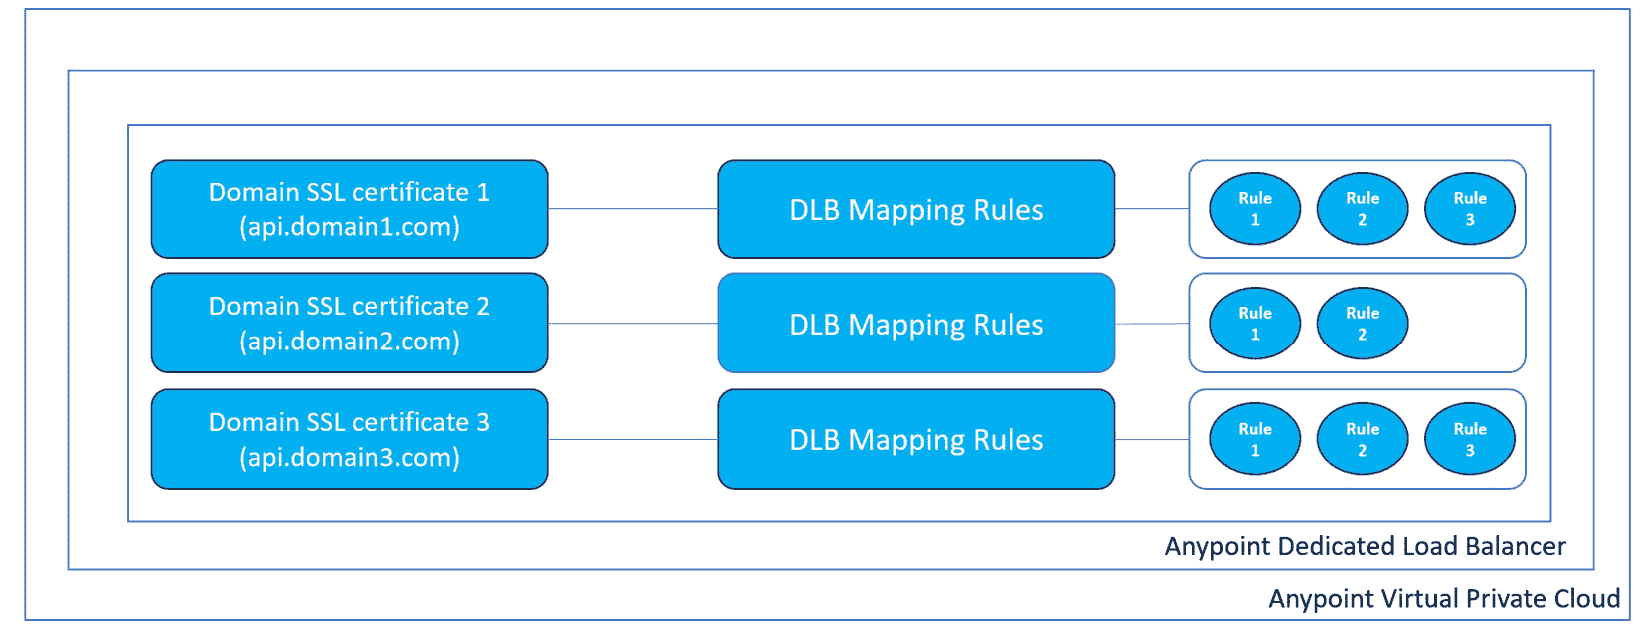 Domain SSL certificate 1
(api.domain1.com)
DLB Mapping Rules
Rule
1
Rule
2
Rule
3
Domain SSL certificate 2
(api.domain2.com)
DLB Mapping Rules
Rule
1
Rule
2
Domain SSL certificate 3
(api.domain3.com)
DLB Mapping Rules
Rule
1
Rule
2
Rule
3
Anypoint Dedicated Load Balancer
Anypoint Virtual Private Cloud